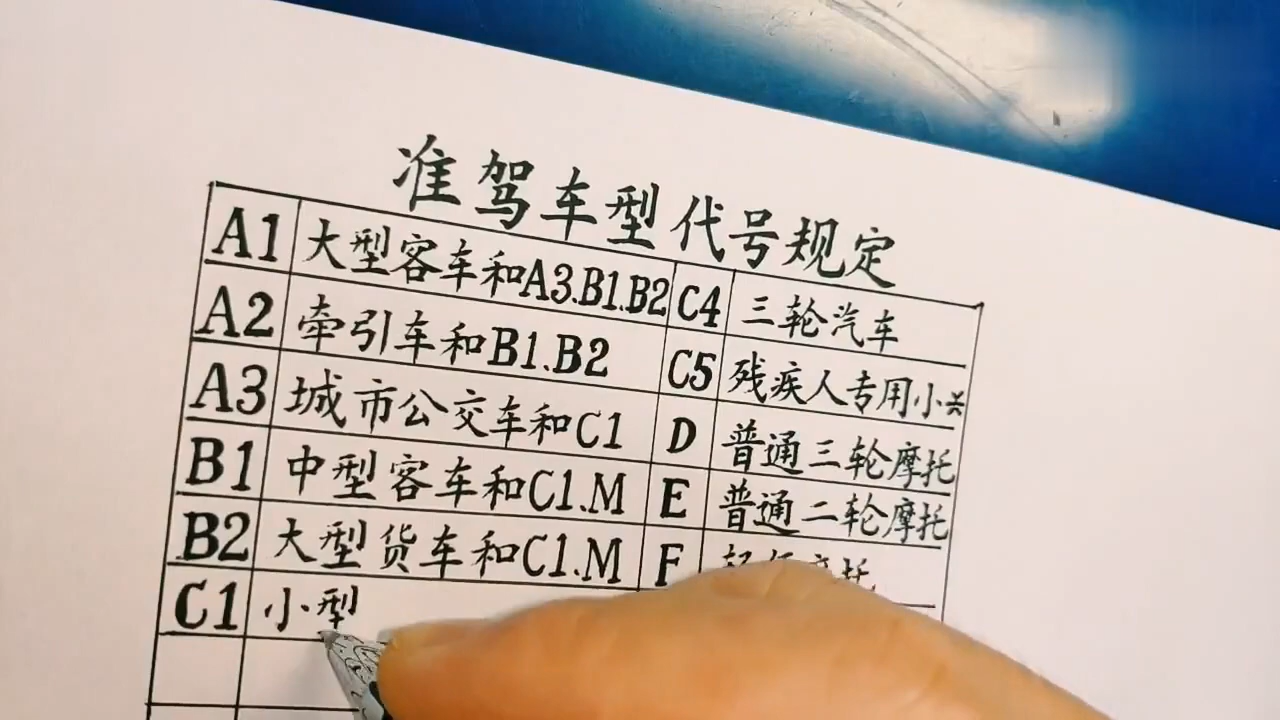 准驾车型代号规定
A1 大型客车和A3.B1.B2 C4 三轮汽车
A2 牵引车和B1.B2 C5 残疾人专用小
A3 城市公交车和C1 D 普通三轮摩托
B1 中型客车和C1.M E 普通二轮摩托
B2 大型货车和C1.M F
C1 小型